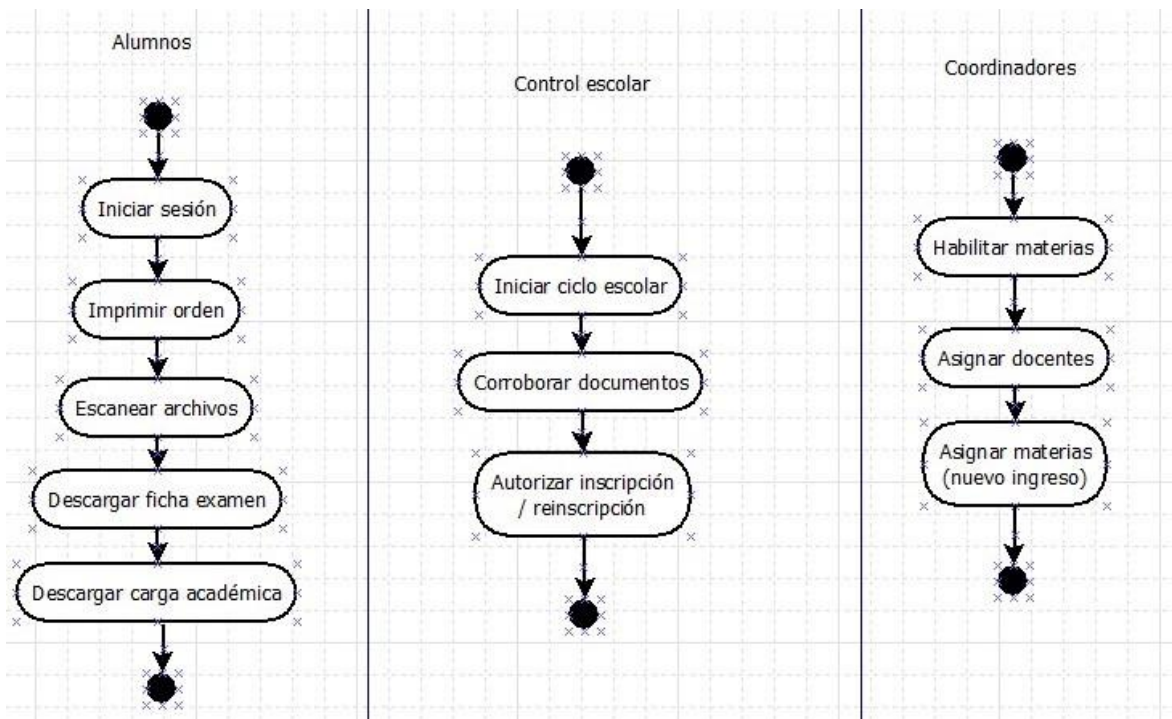 Alumnos
Iniciar sesión
Imprimir orden
Escanear archivos
Descargar ficha examen
Descargar carga académica
Control escolar
Iniciar ciclo escolar
Corroborar documentos
Autorizar inscripción
/ reinscripción
Coordinadores
Habilitar materias
Asignar docentes
Asignar materias
(nuevo ingreso)